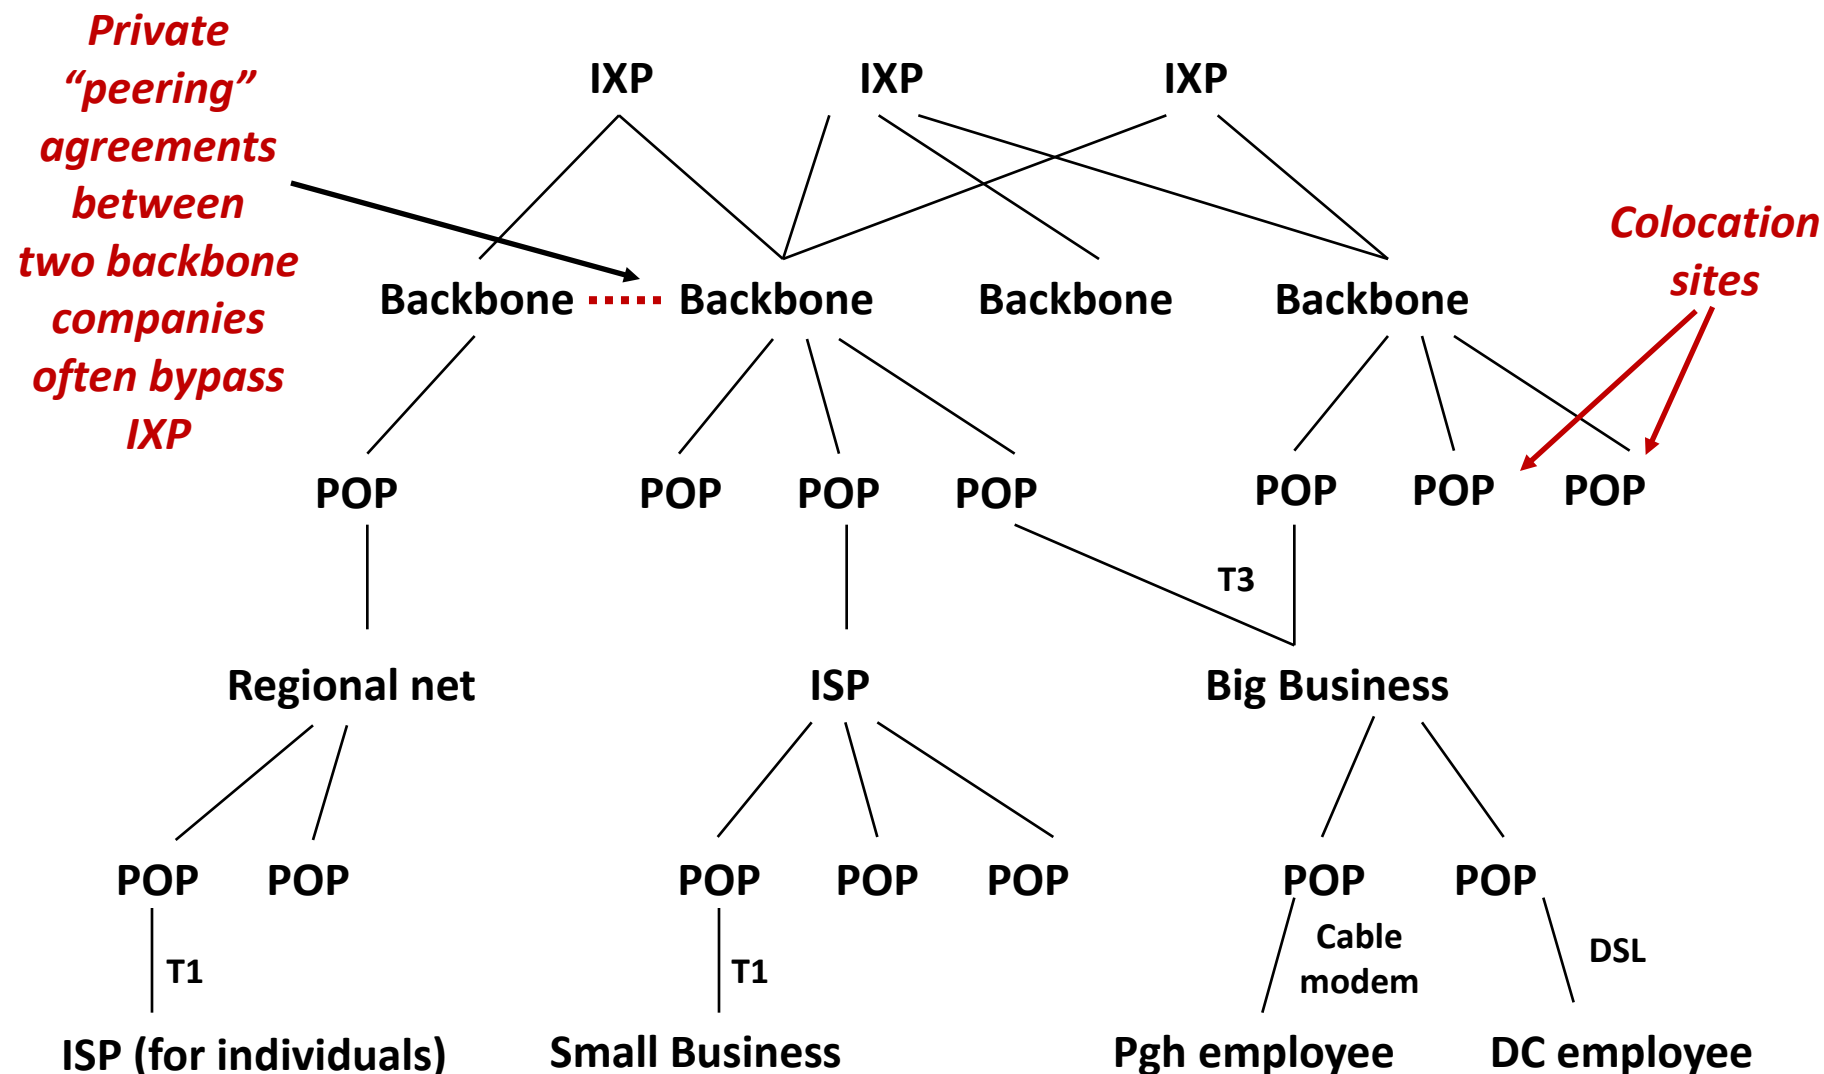 Private
“peering”
agreements
between
two backbone
companies
often bypass
IXP
IXP IXP IXP
Colocation
sites
Backbone Backbone Backbone Backbone
POP POP POP POP POP POP POP
T3
Regional net ISP Big Business
POP POP POP POP POP POP POP
T1 T1 Cable
modem DSL
ISP (for individuals) Small Business Pgh employee DC employee